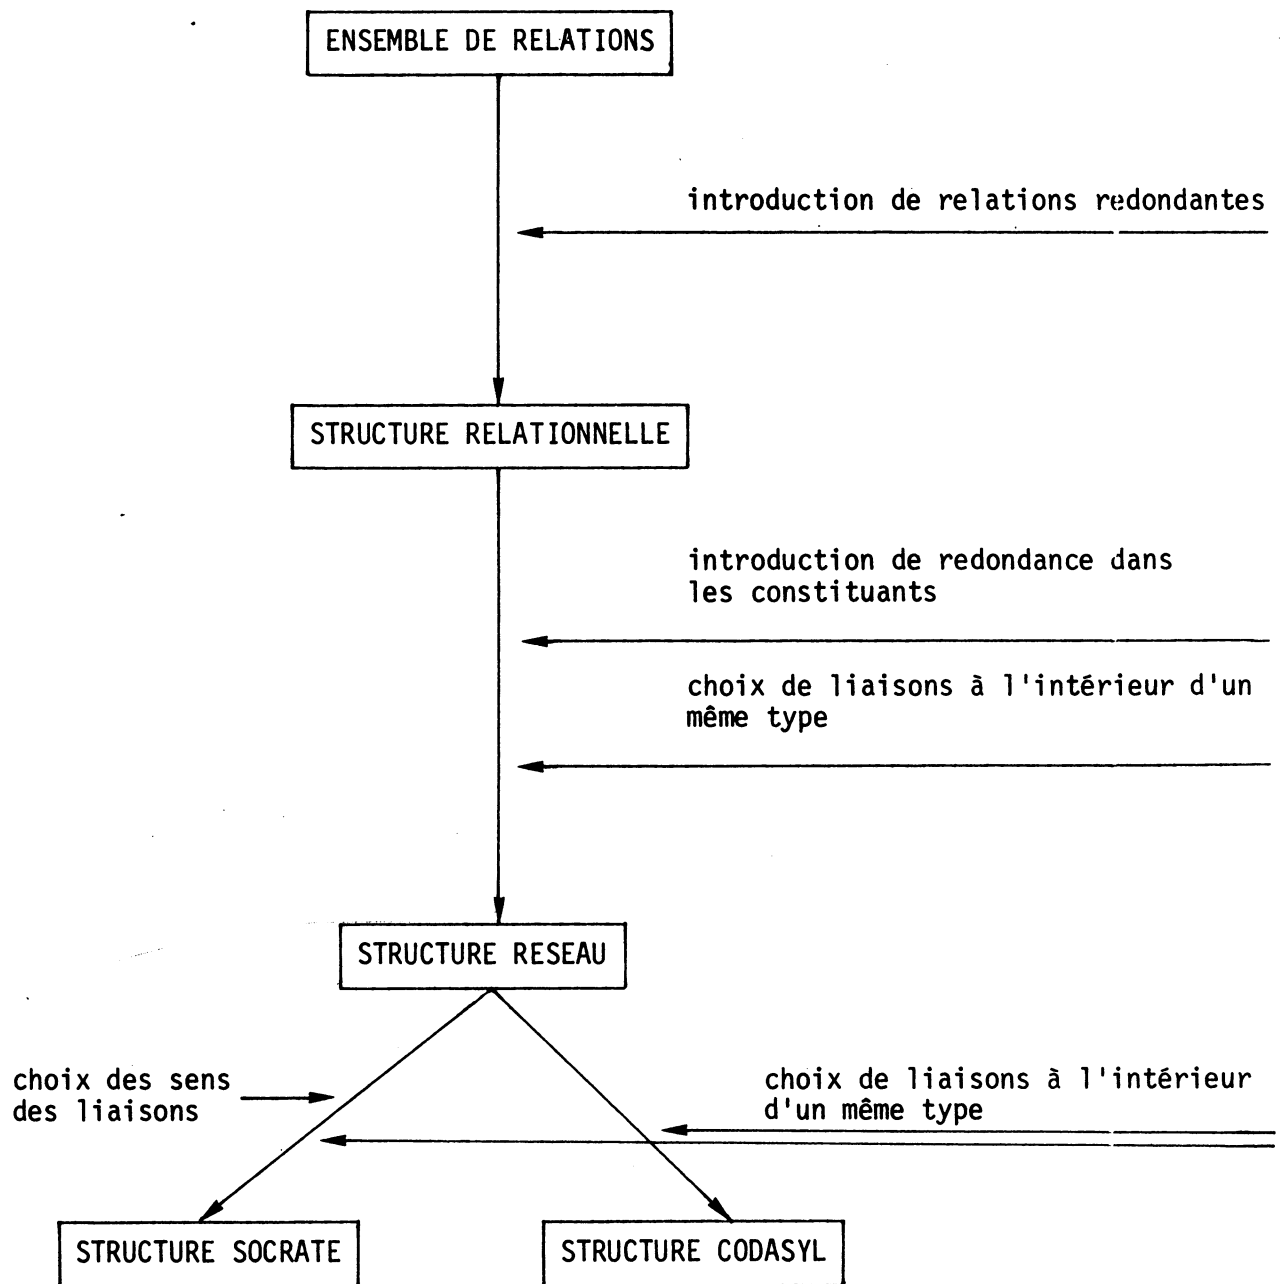 ENSEMBLE DE RELATIONS
introduction de relations redondantes
STRUCTURE RELATIONNELLE
introduction de redondance dans
les constituants
choix de liaisons à l'intérieur d'un
même type
STRUCTURE RESEAU
choix des sens
des liaisons
choix de liaisons à l'intérieur
d'un même type
STRUCTURE SOCRATE
STRUCTURE CODASYL